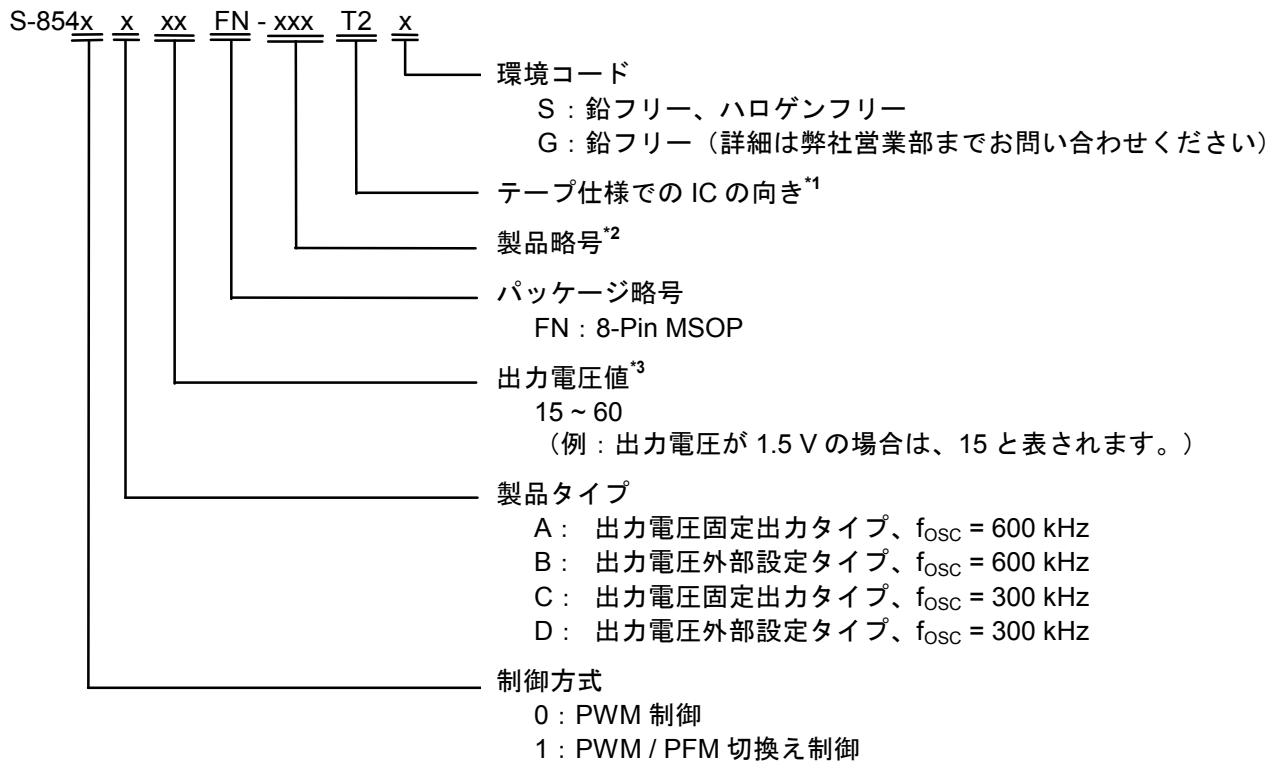 S-854x x xx FN - xxx T2 x
環境コード
S：鉛フリー、ハロゲンフリー
G：鉛フリー（詳細は弊社営業部までお問い合わせください）
テープ仕様での IC の向き*1
製品略号*2
パッケージ略号
FN：8-Pin MSOP
出力電圧値*3
15 ~ 60
（例：出力電圧が 1.5 V の場合は、15 と表されます。）
製品タイプ
A： 出力電圧固定出力タイプ、fOSC = 600 kHz
B： 出力電圧外部設定タイプ、fOSC = 600 kHz
C： 出力電圧固定出力タイプ、fOSC = 300 kHz
D： 出力電圧外部設定タイプ、fOSC = 300 kHz
制御方式
0：PWM 制御
1：PWM / PFM 切換え制御